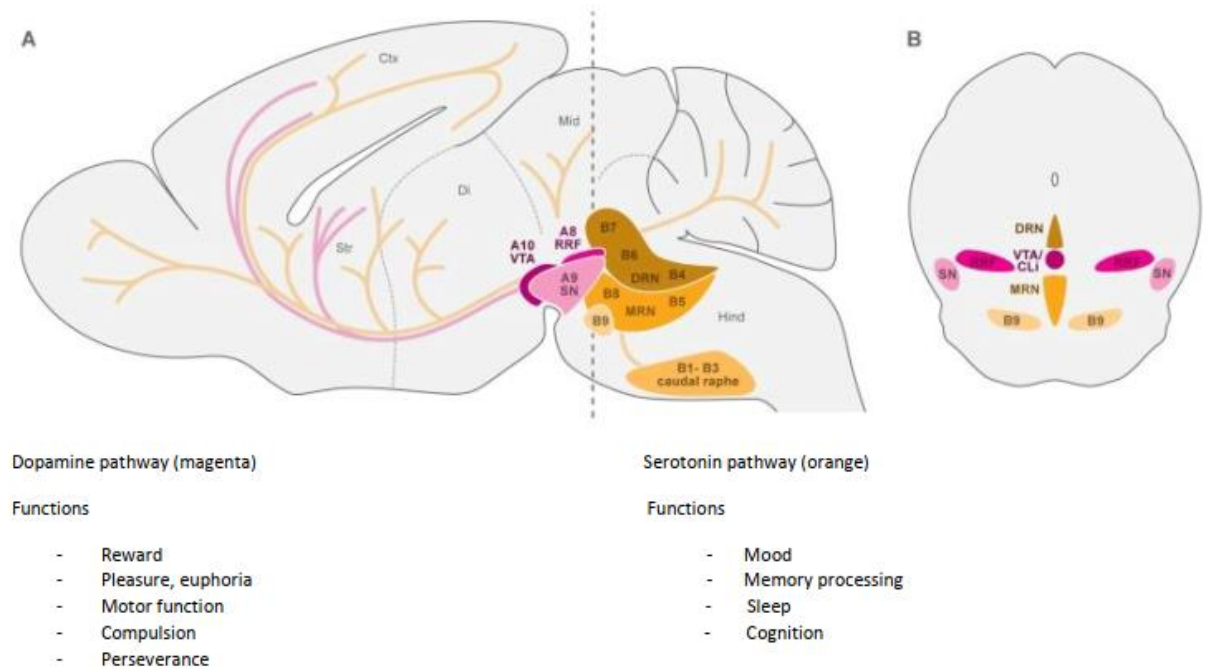 A
B
Ctx
Mid
Di
Str
A10
VTA
A8
RRF
A9
SN
B7
B6
DRN
B4
B8
MRN
B5
B9
Hind
B1- B3
caudal raphe
0
DRN
VTA/
CLi
RRF
RRF
SN
SN
MRN
B9
B9
Dopamine pathway (magenta)
Functions
- Reward
- Pleasure, euphoria
- Motor function
- Compulsion
- Perseverance
Serotonin pathway (orange)
Functions
- Mood
- Memory processing
- Sleep
- Cognition